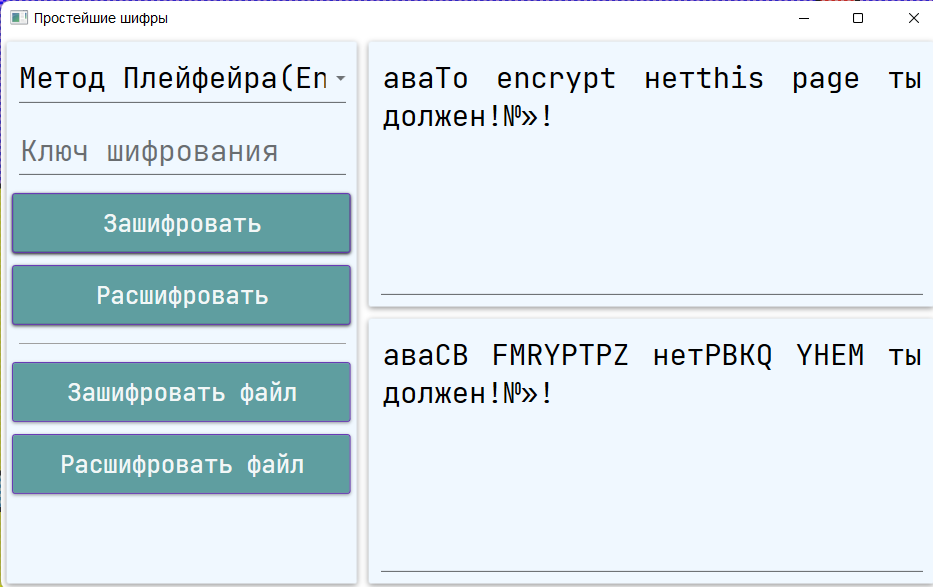 Простейшие шифры
Метод Плейфейра(En
Ключ шифрования
Зашифровать
Расшифровать
Зашифровать файл
Расшифровать файл
аваTo encrypt нетthis page ты
должен!№»!
аваCB FMRYPTPZ нетPBKQ YHEM ты
должен!№»!